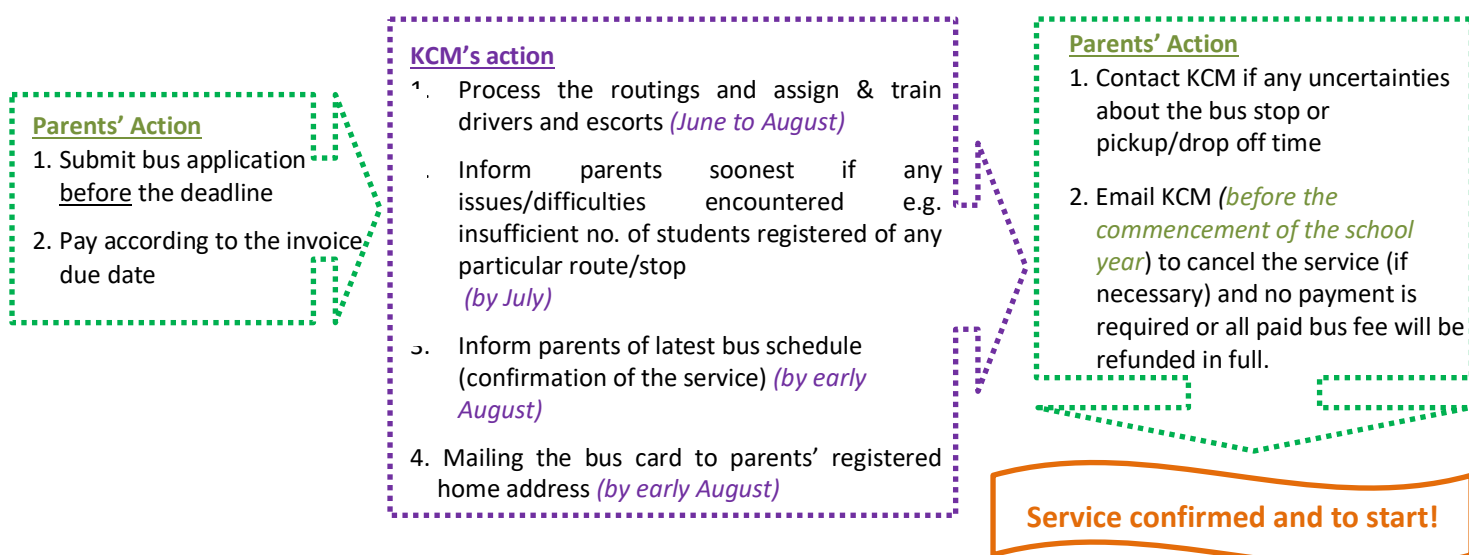 Parents' Action
1. Submit bus application
before the deadline
2. Pay according to the invoice
due date
KCM's action
1. Process the routings and assign & train
drivers and escorts (June to August)
. Inform parents soonest if any
issues/difficulties encountered e.g.
insufficient no. of students registered of any
particular route/stop
(by July)
3. Inform parents of latest bus schedule
(confirmation of the service) (by early
August)
4. Mailing the bus card to parents' registered
home address (by early August)
Parents' Action
1. Contact KCM if any uncertainties
about the bus stop or
pickup/drop off time
2. Email KCM (before the
commencement of the school
year) to cancel the service (if
necessary) and no payment is
required or all paid bus fee will be
refunded in full.
Service confirmed and to start!